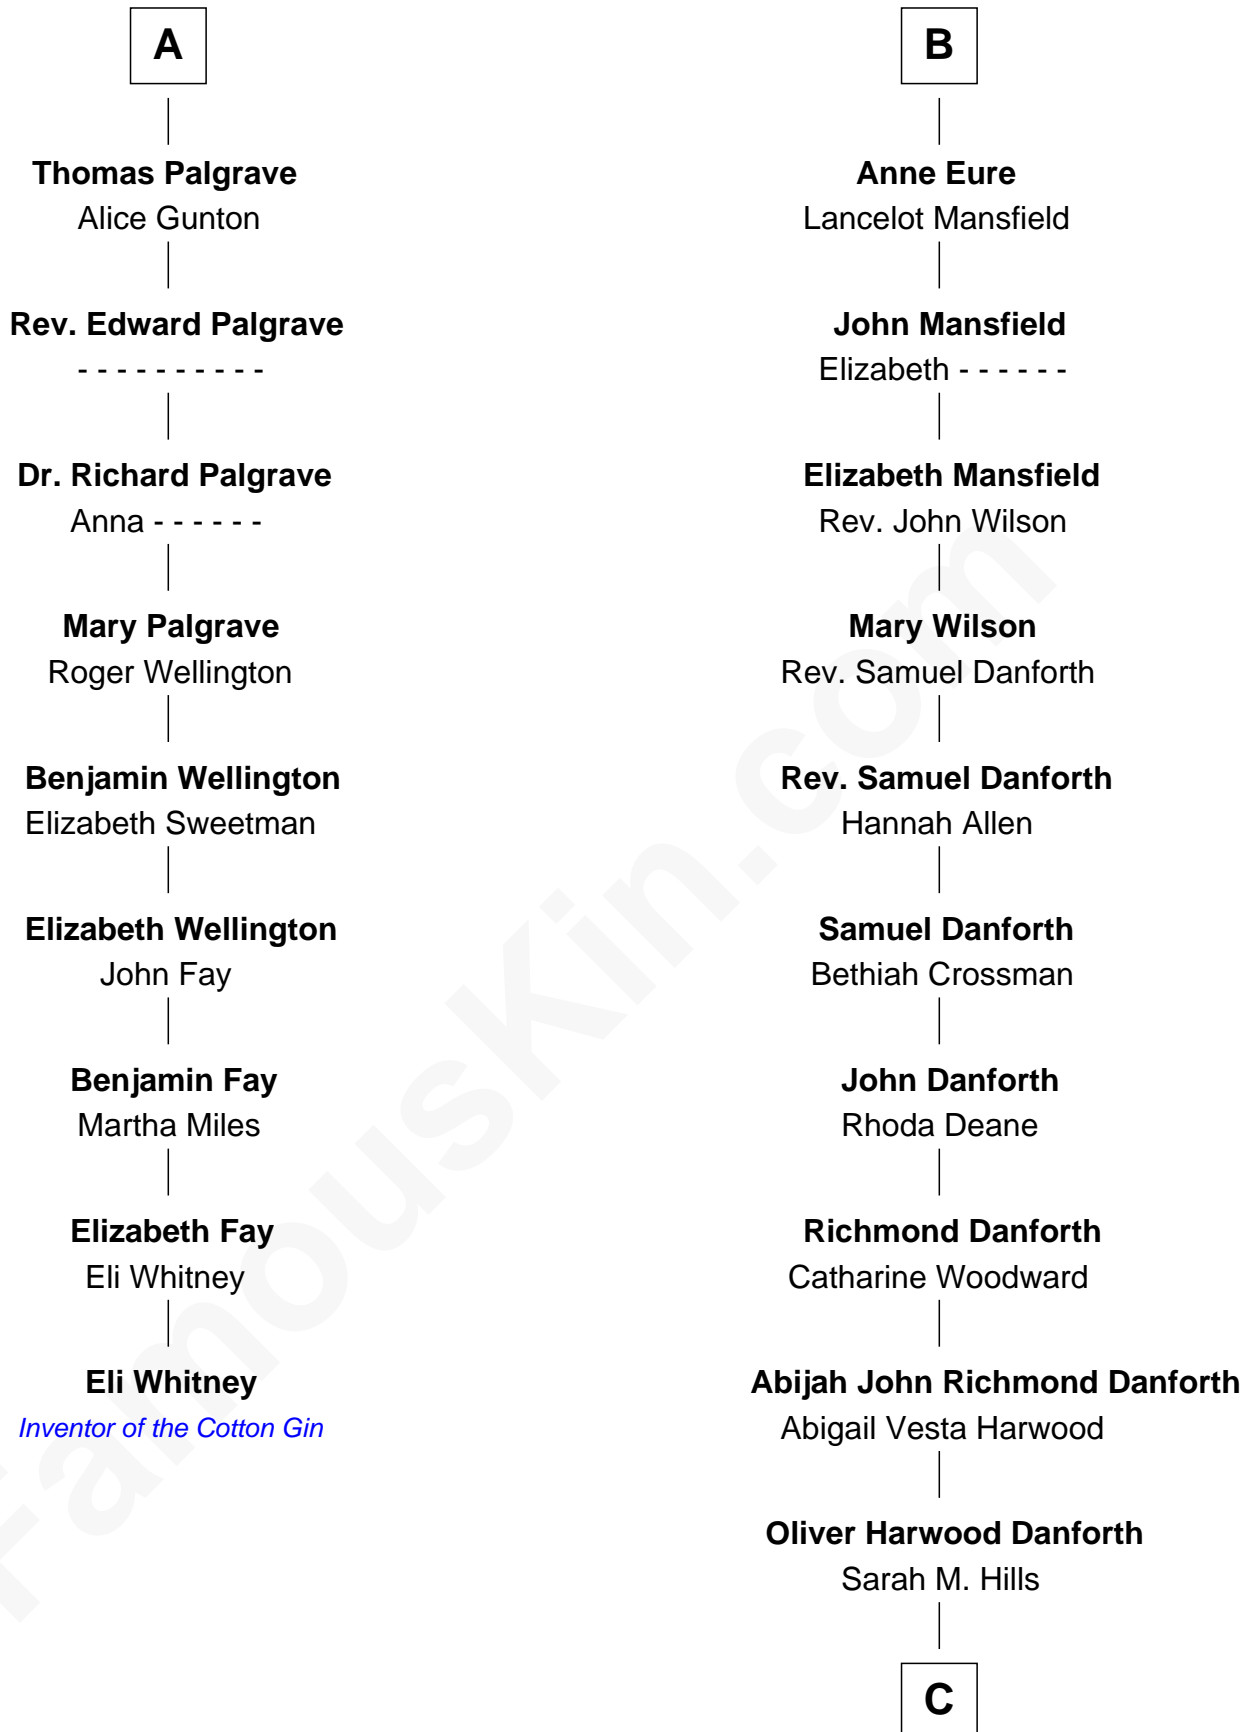 A
Thomas Palgrave
Alice Gunton
Rev. Edward Palgrave
- - - - - - - - - -
Dr. Richard Palgrave
Anna - - - - - -
Mary Palgrave
Roger Wellington
Benjamin Wellington
Elizabeth Sweetman
Elizabeth Wellington
John Fay
Benjamin Fay
Martha Miles
Elizabeth Fay
Eli Whitney
Eli Whitney
Inventor of the Cotton Gin
B
Anne Eure
Lancelot Mansfield
John Mansfield
Elizabeth - - - - - -
Elizabeth Mansfield
Rev. John Wilson
Mary Wilson
Rev. Samuel Danforth
Rev. Samuel Danforth
Hannah Allen
Samuel Danforth
Bethiah Crossman
John Danforth
Rhoda Deane
Richmond Danforth
Catharine Woodward
Abijah John Richmond Danforth
Abigail Vesta Harwood
Oliver Harwood Danforth
Sarah M. Hills
C
FamousKin.com